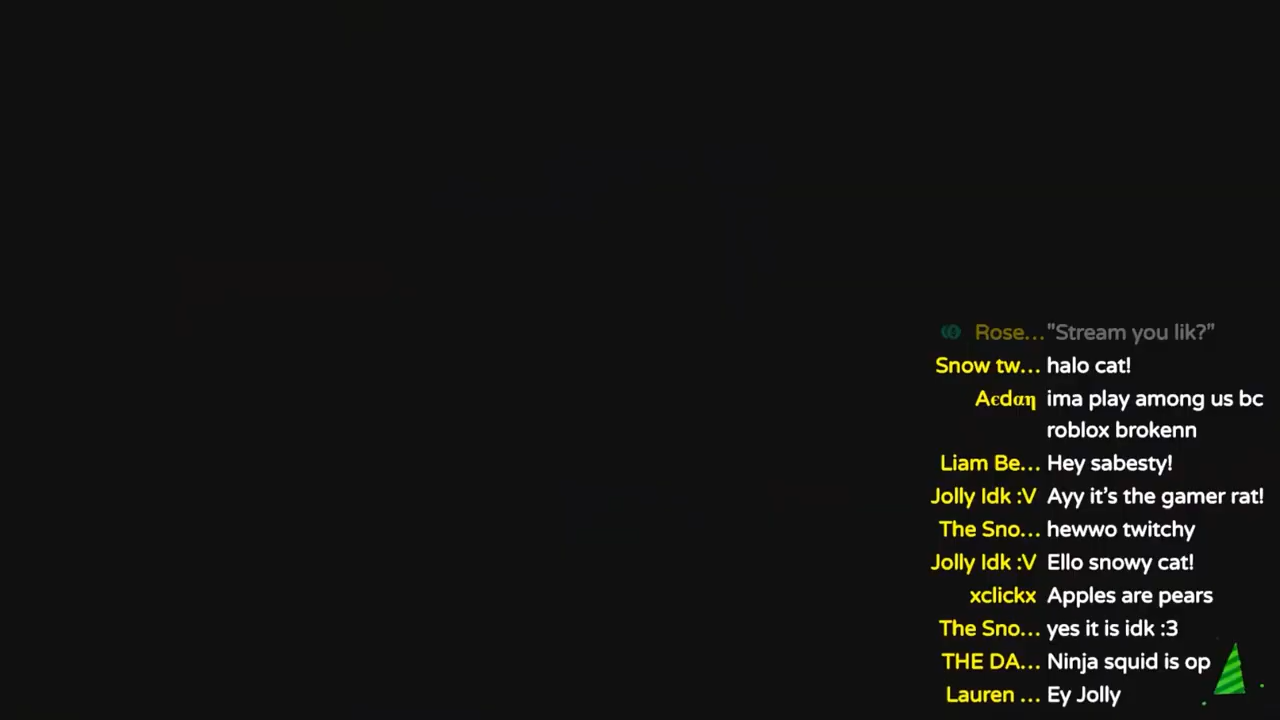 Rose… "Stream you lik?"
Snow tw… halo cat!
Aєdαη ima play among us bc
roblox brokenn
Liam Be… Hey sabesty!
Jolly Idk :V Ayy it’s the gamer rat!
The Sno… hewwo twitchy
Jolly Idk :V Ello snowy cat!
xclickx Apples are pears
The Sno… yes it is idk :3
THE DA… Ninja squid is op
Lauren … Ey Jolly